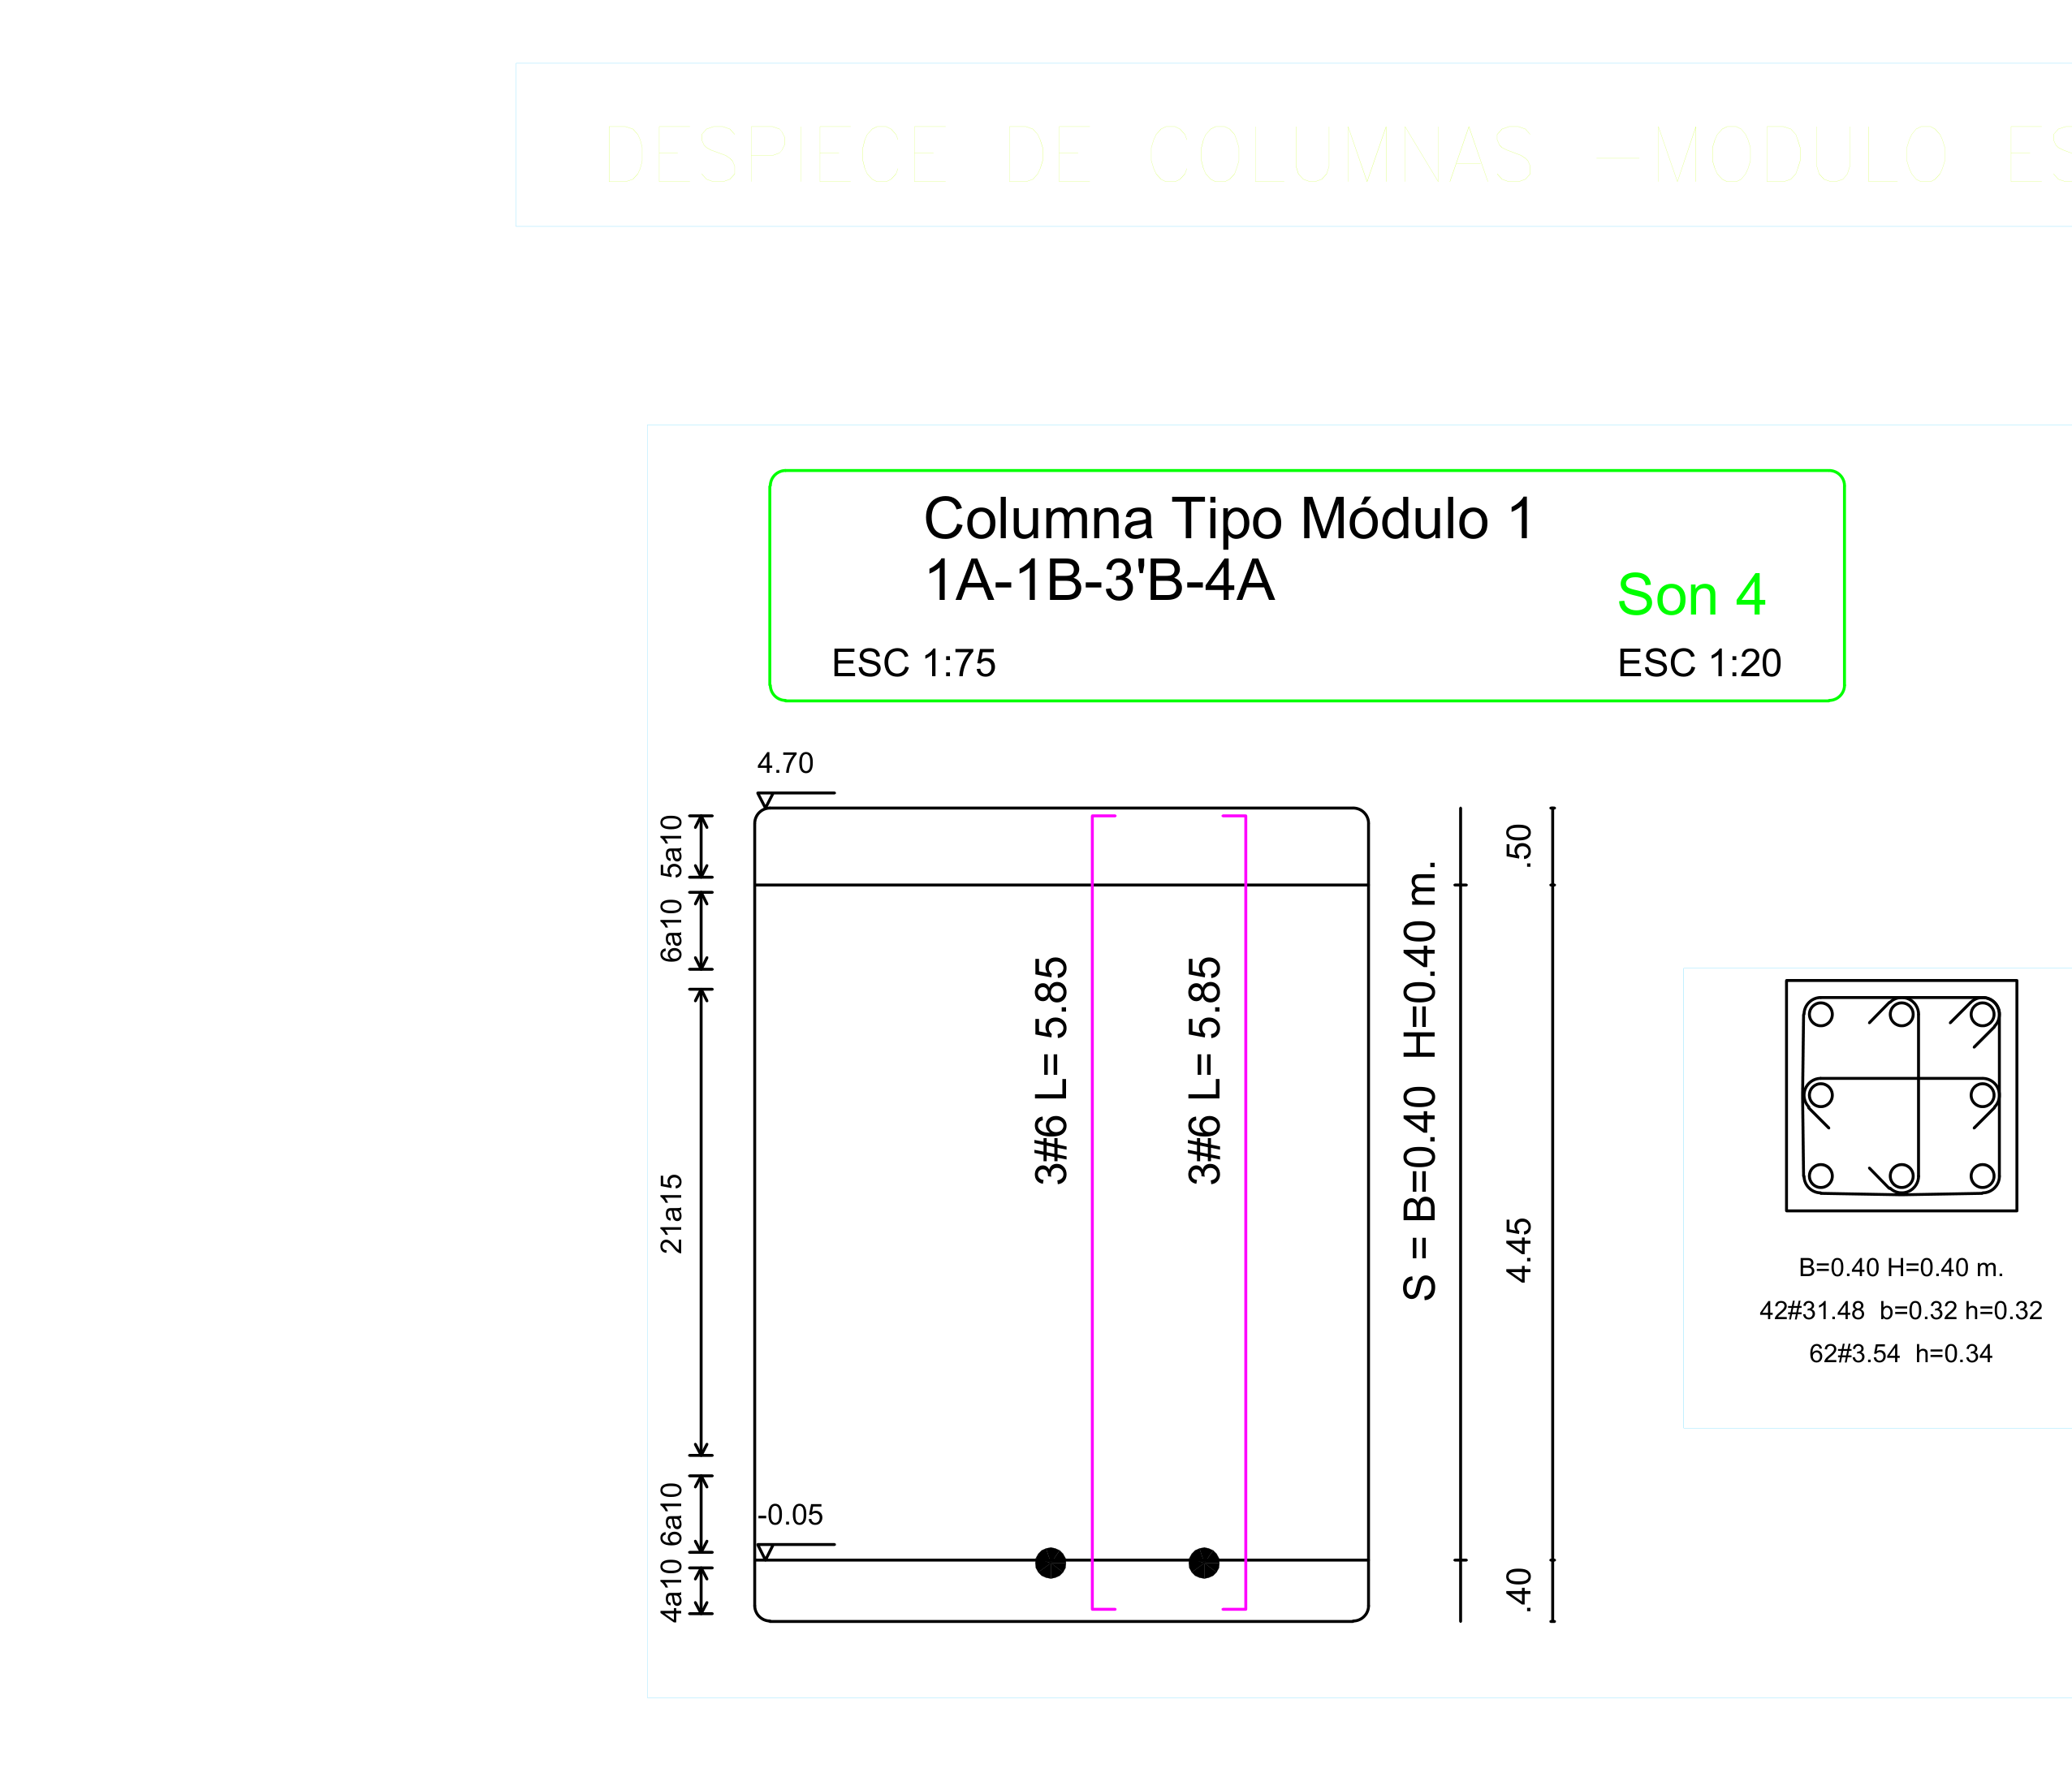 DESPIECE DE COLUMNAS -MODULO ES
Columna Tipo Módulo 1
1A-1B-3'B-4A
Son 4
ESC 1:75
ESC 1:20
4.70
5a10
6a10
21a15
6a10
4a10
-0.05
3#6 L= 5.85
3#6 L= 5.85
S = B=0.40 H=0.40 m.
.50
4.45
.40
B=0.40 H=0.40 m.
42#31.48 b=0.32 h=0.32
62#3.54 h=0.34